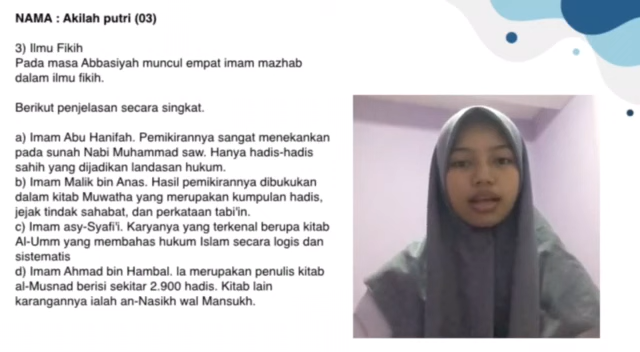 NAMA : Akilah putri (03)
3) Ilmu Fikih
Pada masa Abbasiyah muncul empat imam mazhab
dalam ilmu fikih.
Berikut penjelasan secara singkat.
a) Imam Abu Hanifah. Pemikirannya sangat menekankan
pada sunah Nabi Muhammad saw. Hanya hadis-hadis
sahih yang dijadikan landasan hukum.
b) Imam Malik bin Anas. Hasil pemikirannya dibukukan
dalam kitab Muwatha yang merupakan kumpulan hadis,
jejak tindak sahabat, dan perkataan tabi'in.
c) Imam asy-Syafi'i. Karyanya yang terkenal berupa kitab
Al-Umm yang membahas hukum Islam secara logis dan
sistematis
d) Imam Ahmad bin Hambal. Ia merupakan penulis kitab
al-Musnad berisi sekitar 2.900 hadis. Kitab lain
karangannya ialah an-Nasikh wal Mansukh.